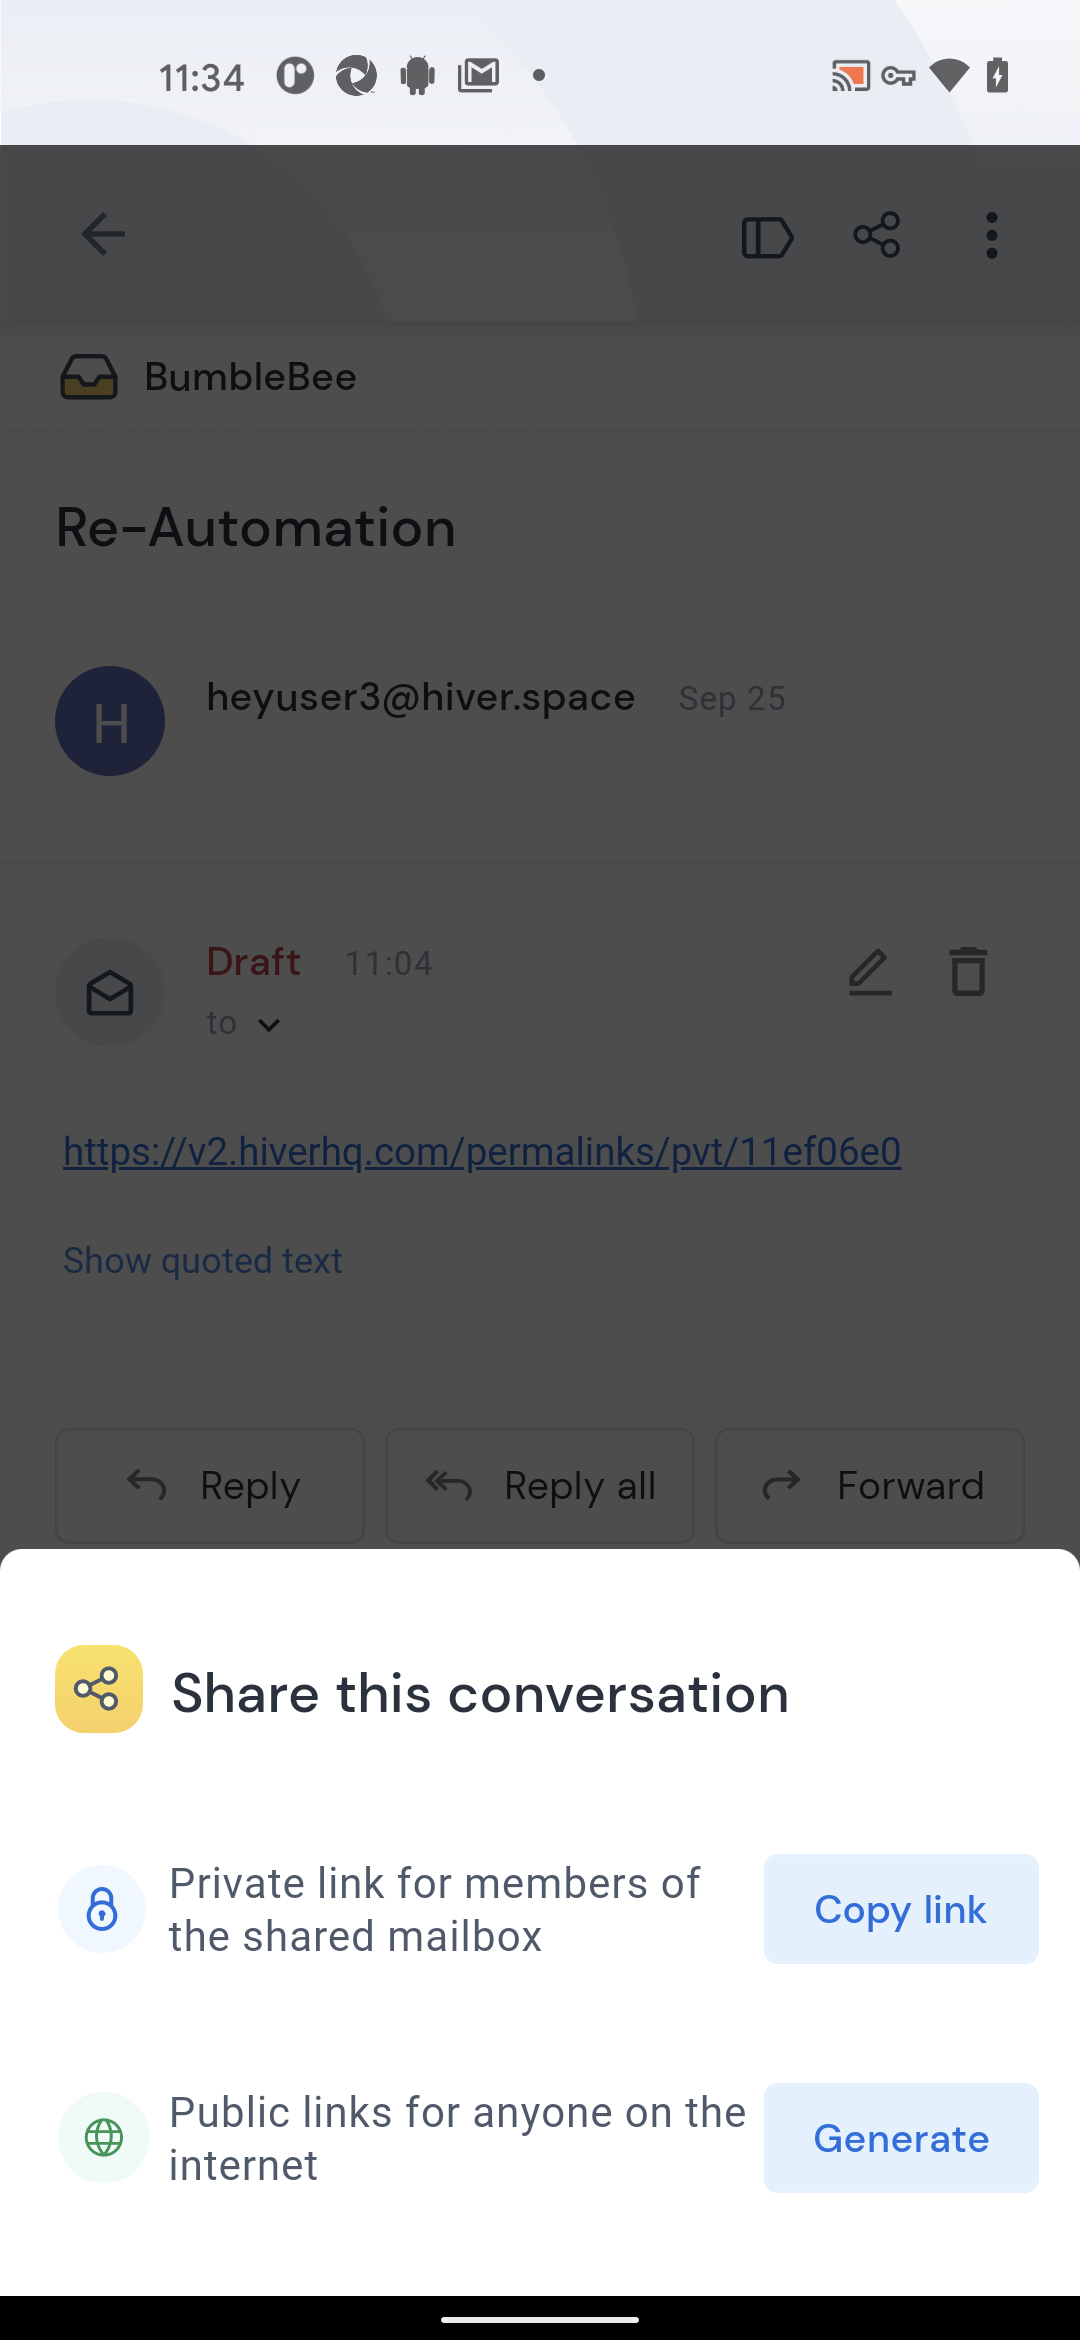 11:34
BumbleBee
Re-Automation
H
heyuser3@hiver.space Sep 25
Draft 11:04
to
https://v2.hiverhq.com/permalinks/pvt/11ef06e0
Show quoted text
Reply Reply all Forward
Share this conversation
Private link for members of
the shared mailbox
Copy link
Public links for anyone on the
internet
Generate